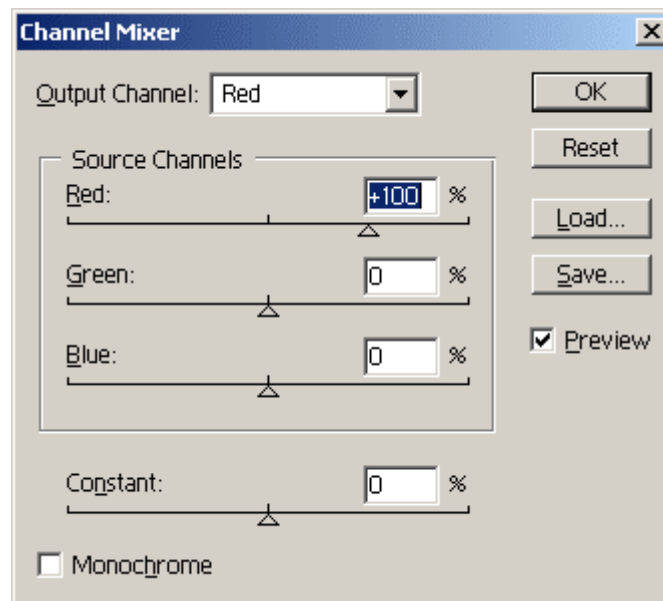 Channel Mixer
Output Channel: Red
OK
Reset
Load...
Save...
Preview
Source Channels
Red: +100 %
Green: 0 %
Blue: 0 %
Constant: 0 %
Monochrome